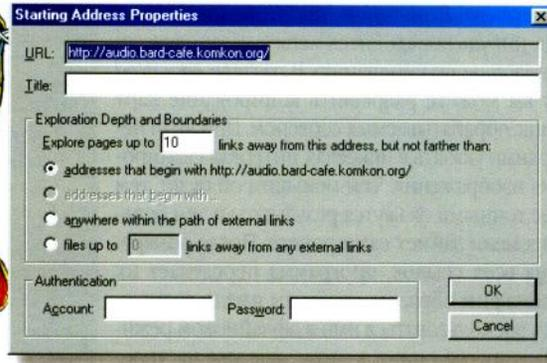 Starting Address Properties
URL: http://audio.bard-cafe.komkon.org/
Title:
Exploration Depth and Boundaries
Explore pages up to 10 links away from this address, but not farther than:
addresses that begin with http://audio.bard-cafe.komkon.org/
addresses that begin with...
anywhere within the path of external links
files up to 0 links away from any external links
Authentication
Account: Password:
OK
Cancel